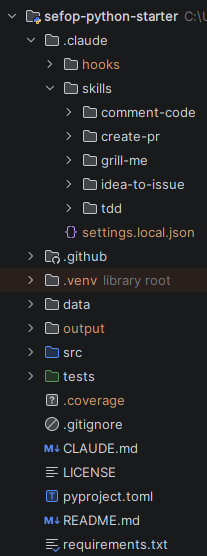 sefop-python-starter C:\U
.claude
hooks
skills
comment-code
create-pr
grill-me
idea-to-issue
tdd
settings.local.json
.github
.venv library root
data
output
src
tests
.coverage
.gitignore
CLAUDE.md
LICENSE
pyproject.toml
README.md
requirements.txt